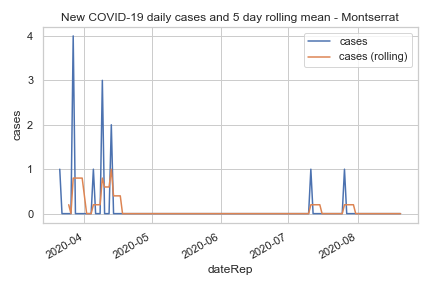 New COVID-19 daily cases and 5 day rolling mean - Montserrat
cases
cases (rolling)
4
3
2
1
0
cases
2020-04
2020-05
2020-06
2020-07
2020-08
dateRep